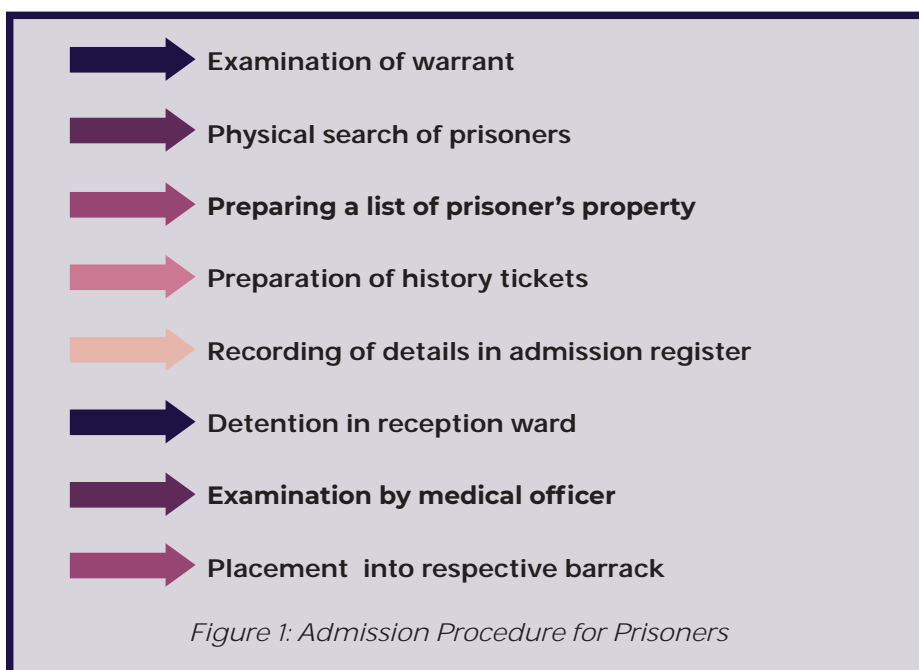 Examination of warrant
Physical search of prisoners
Preparing a list of prisoner’s property
Preparation of history tickets
Recording of details in admission register
Detention in reception ward
Examination by medical officer
Placement into respective barrack
Figure 1: Admission Procedure for Prisoners